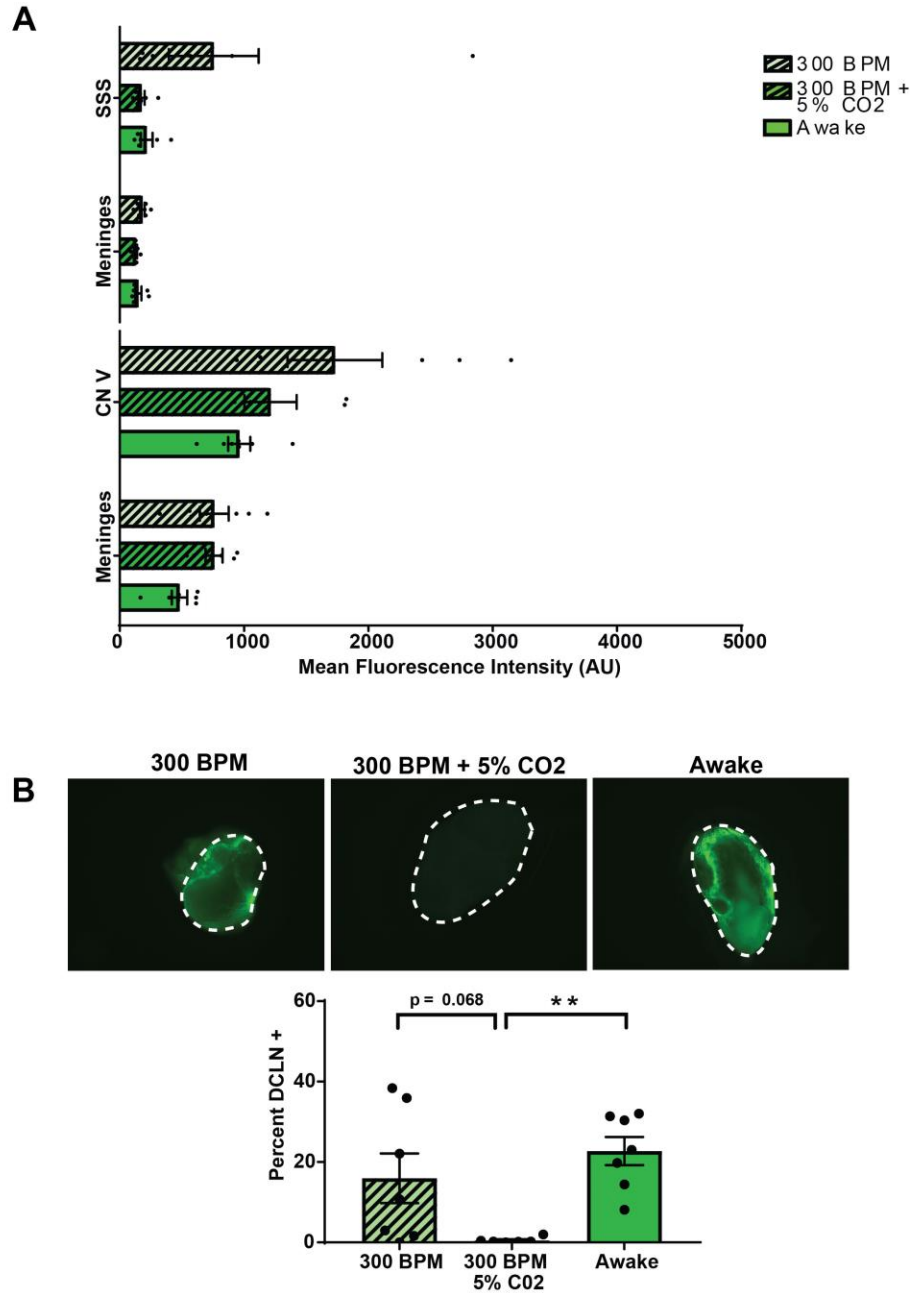 A
300 BPM
300 BPM +
5% CO2
Awake
SSS
Meninges
CN V
Meninges
0 1000 2000 3000 4000 5000
Mean Fluorescence Intensity (AU)
B
300 BPM 300 BPM + 5% CO2 Awake
p = 0.068 **
Percent DCLN +
60
40
20
0
300 BPM 300 BPM Awake
5% C02